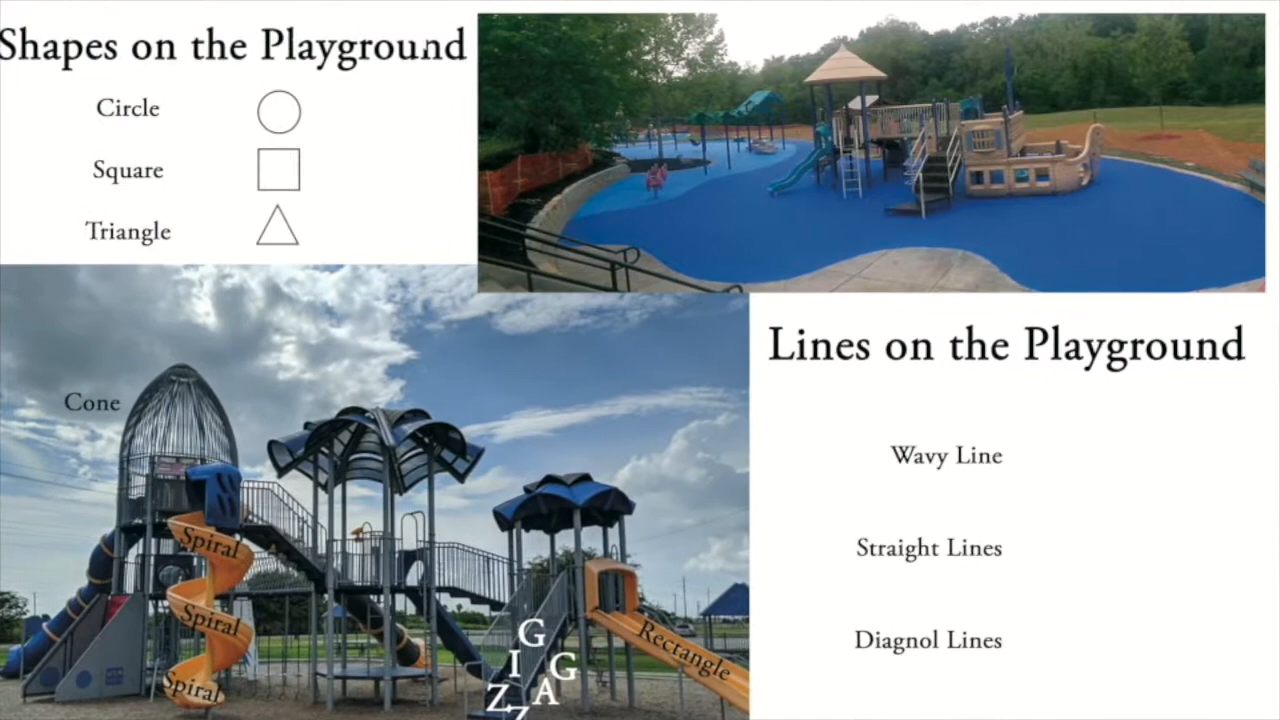 Shapes on the Playground
Circle
Square
Triangle
Cone
Spiral
Spiral
Spiral
Rectangle
G
I G
Z A
Z
Lines on the Playground
Wavy Line
Straight Lines
Diagnol Lines